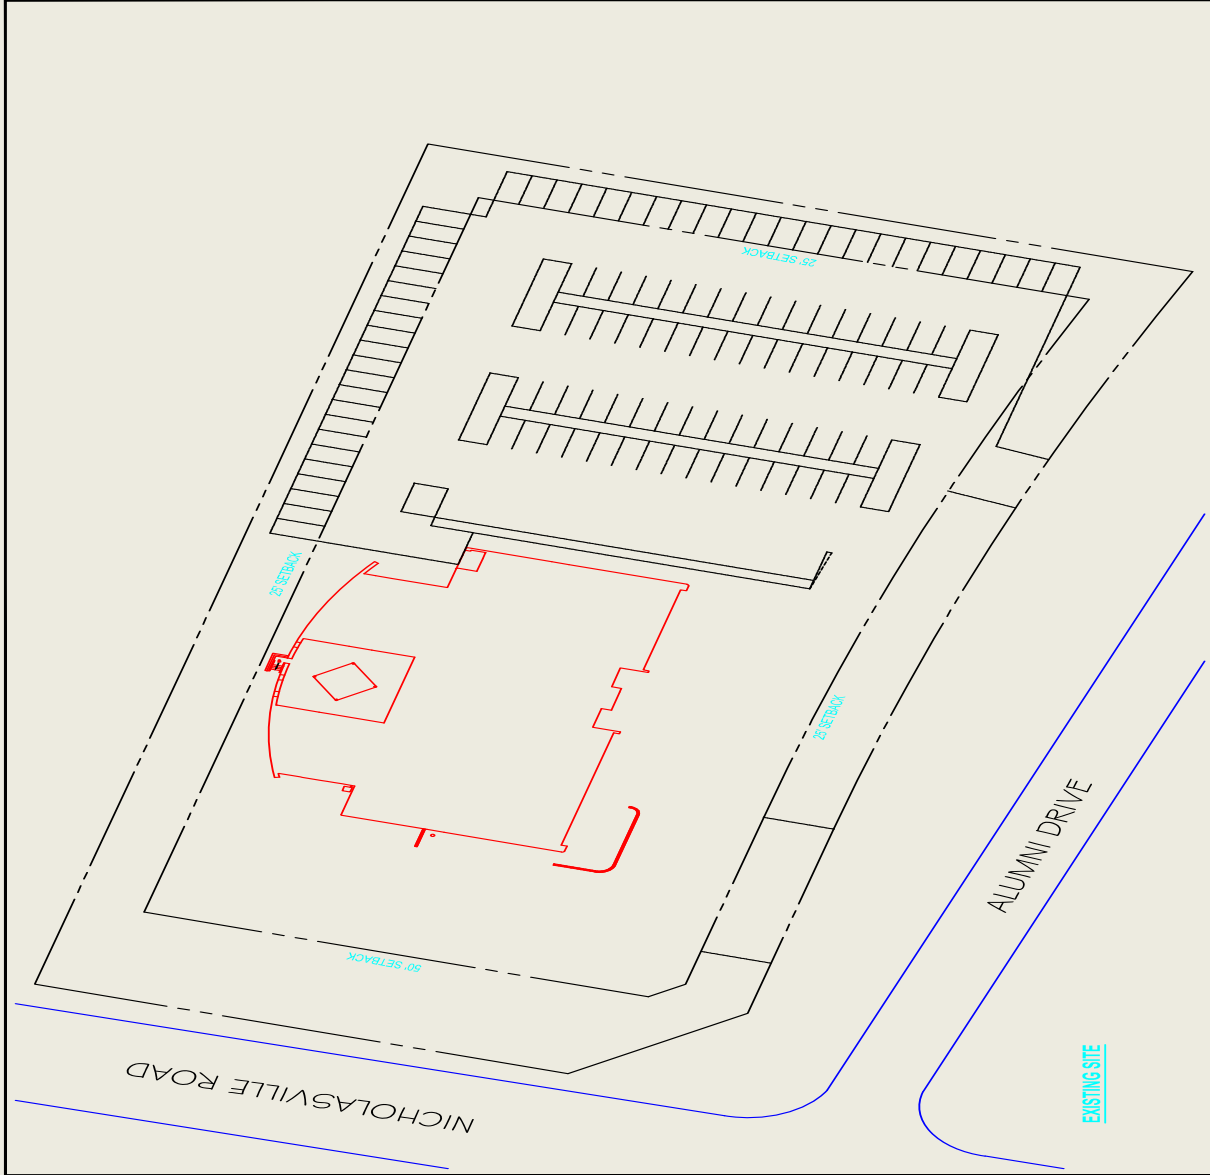 25' SETBACK
25' SETBACK
25' SETBACK
ALUMNI DRIVE
50' SETBACK
NICHOLASVILLE ROAD
EXISTING SITE